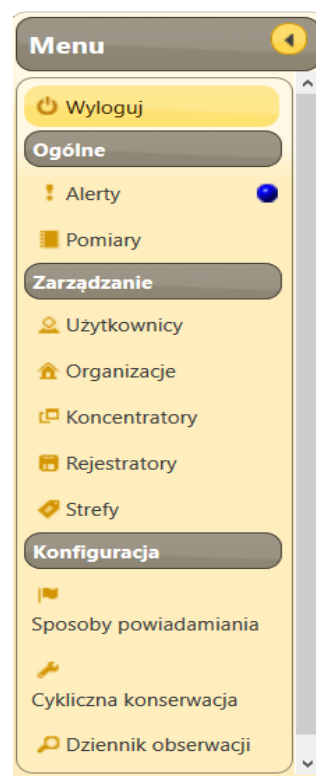 Menu
Wyloguj
Ogólne
Alerty
Pomiary
Zarządzanie
Użytkownicy
Organizacje
Koncentratory
Rejestratory
Strefy
Konfiguracja
Sposoby powiadamiania
Cykliczna konserwacja
Dziennik obserwacji